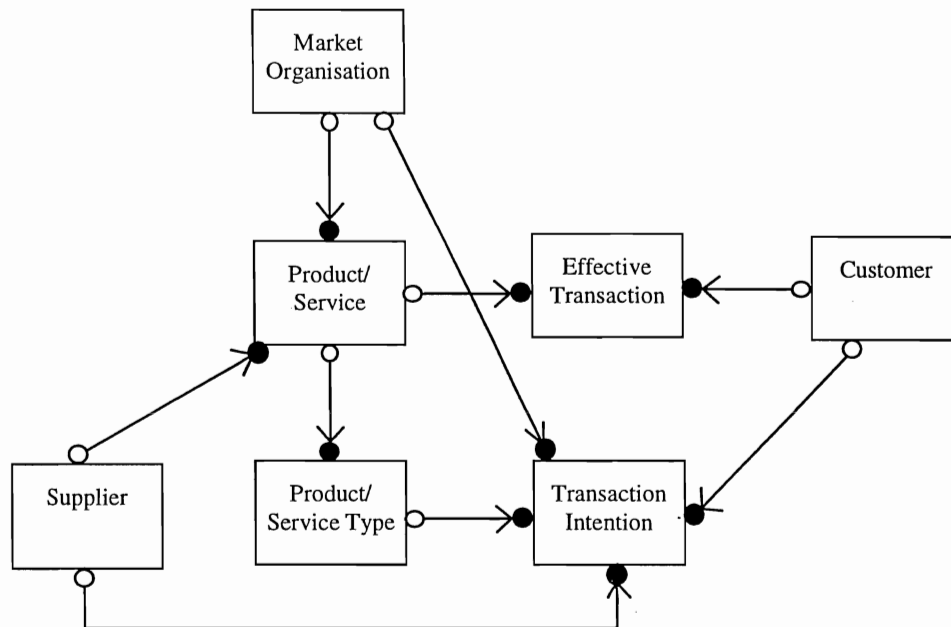 Market
Organisation
Product/
Service
Effective
Transaction
Customer
Supplier
Product/
Service Type
Transaction
Intention